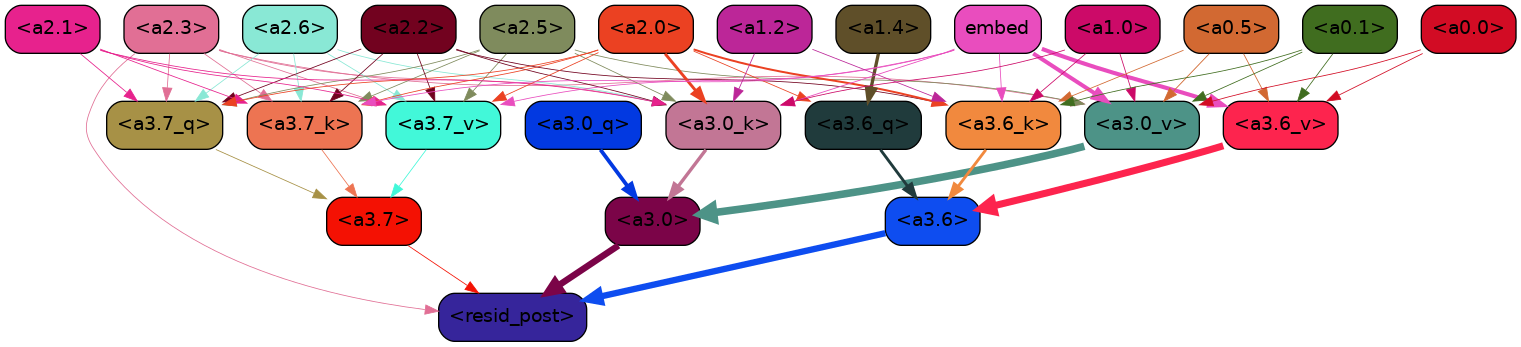 <a2.1> <a2.3> <a2.6> <a2.2> <a2.5> <a2.0> <a1.2> <a1.4> embed <a1.0> <a0.5> <a0.1> <a0.0>
<a3.7_q> <a3.7_k> <a3.7_v> <a3.0_q> <a3.0_k> <a3.6_q> <a3.6_k> <a3.0_v> <a3.6_v>
<a3.7> <a3.0> <a3.6>
<resid_post>